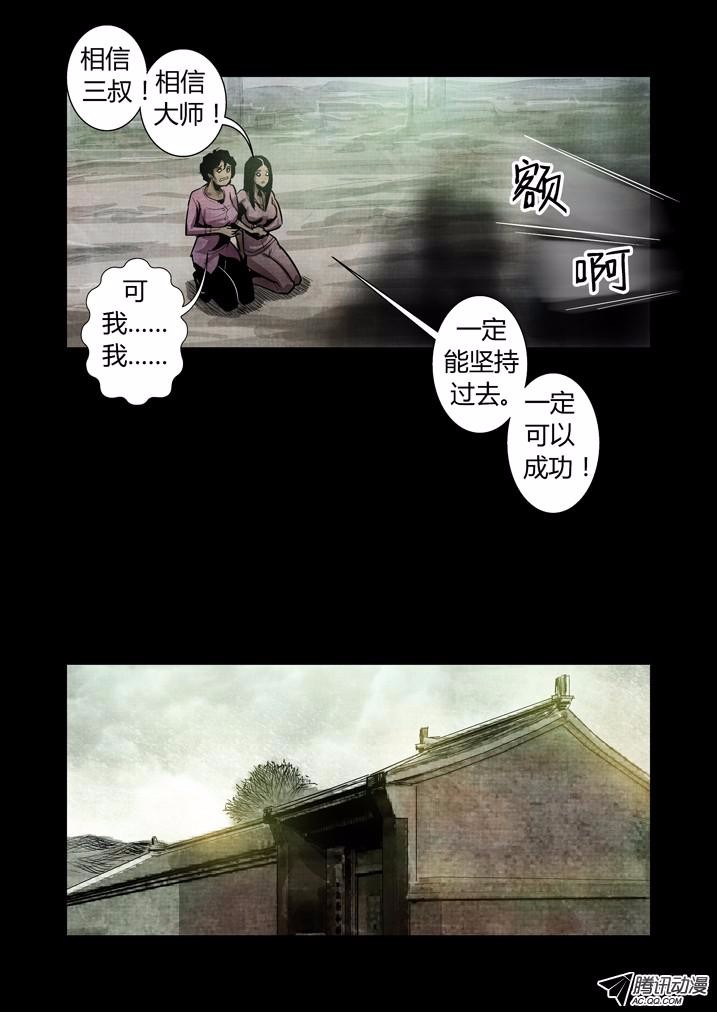 相信
三叔！
相信
大师！
额
啊
可
我……
我……
一定
能坚持
过去。
一定
可以
成功！
腾讯动漫
AC.QQ.COM